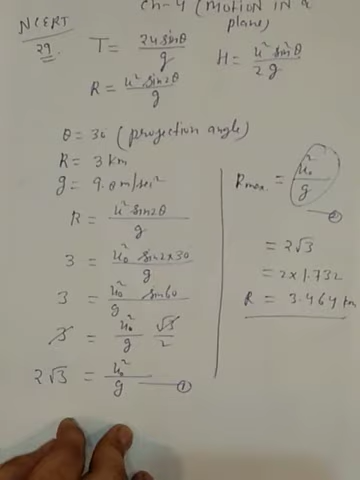 Ch-4 (MOTION IN a plane)
NCERT
29.
T = 2u sinθ / g
H = u² sin²θ / 2g
R = u² sin2θ / g
θ = 30 (projection angle)
R = 3 km
g = 9.8 m/sec²
R = u² sin2θ / g
3 = u₀² sin 2×30 / g
3 = u₀² / g sin60
3 = u₀² / g √3 / 2
2√3 = u₀² / g — ①
Rmax = u₀² / g — ②
= 2√3
= 2×1.732
R = 3.464 km